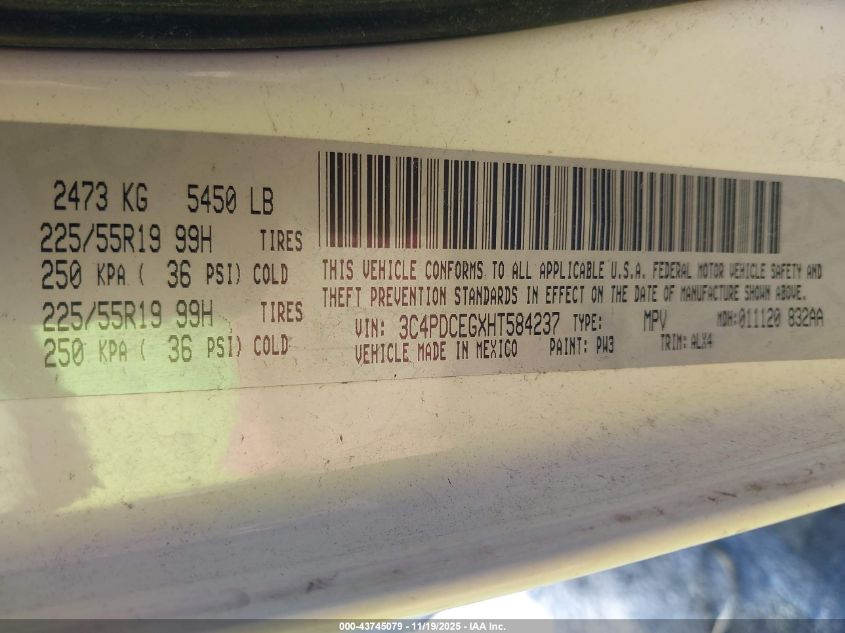 2473 KG 5450 LB
225/55R19 99H TIRES
250 KPA ( 36 PSI) COLD
225/55R19 99H TIRES
250 KPA ( 36 PSI) COLD
THIS VEHICLE CONFORMS TO ALL APPLICABLE U.S.A. FEDERAL MOTOR VEHICLE SAFETY AND
THEFT PREVENTION STANDARDS IN EFFECT ON THE DATE OF MANUFACTURE SHOWN ABOVE.
VIN: 3C4PDCEGXHT584237 TYPE: MPV MDH:011120 832AA
VEHICLE MADE IN MEXICO PAINT: PW3 TRIM: ALX4
000-43745079 - 11/19/2025 - IAA Inc.